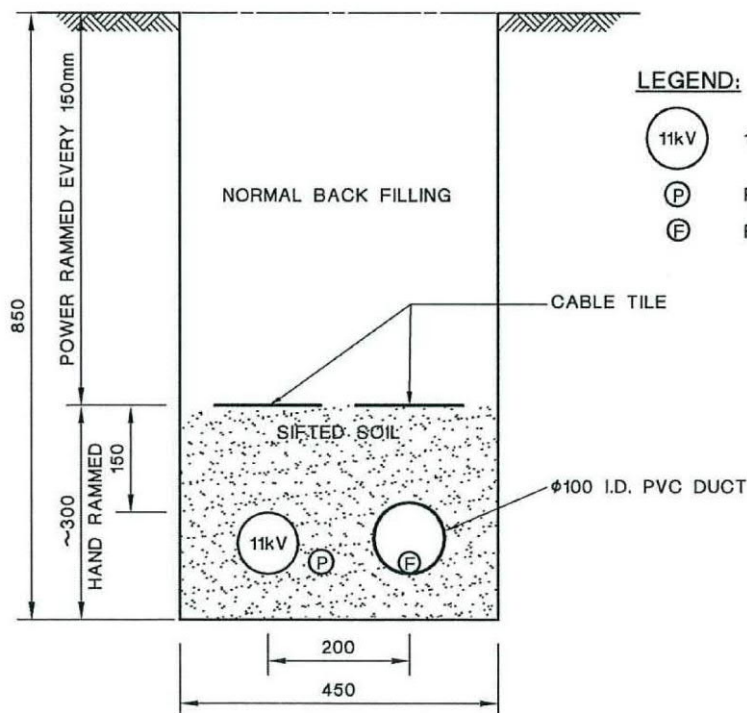 POWER RAMMED EVERY 150mm
850
LEGEND:
11kV
P
F
NORMAL BACK FILLING
CABLE TILE
SIFTED SOIL
150
~300
HAND RAMMED
φ100 I.D. PVC DUCT
11kV
P
F
200
450